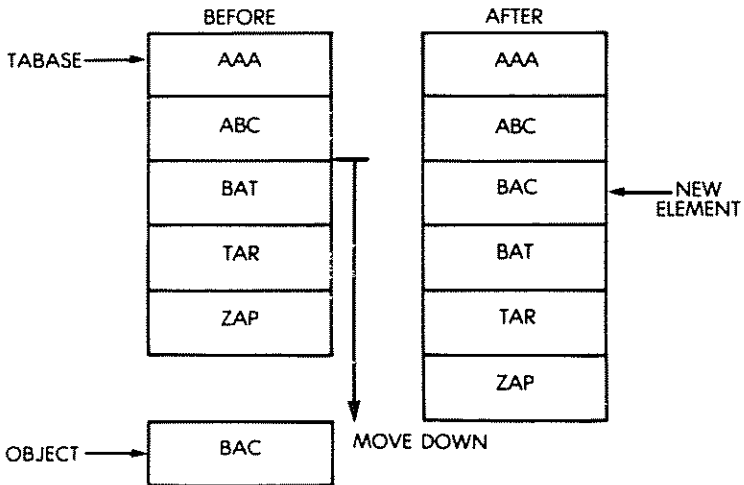 BEFORE
AFTER
TABASE
AAA
AAA
ABC
ABC
BAT
BAC
NEW
ELEMENT
TAR
BAT
ZAP
TAR
ZAP
MOVE DOWN
OBJECT
BAC